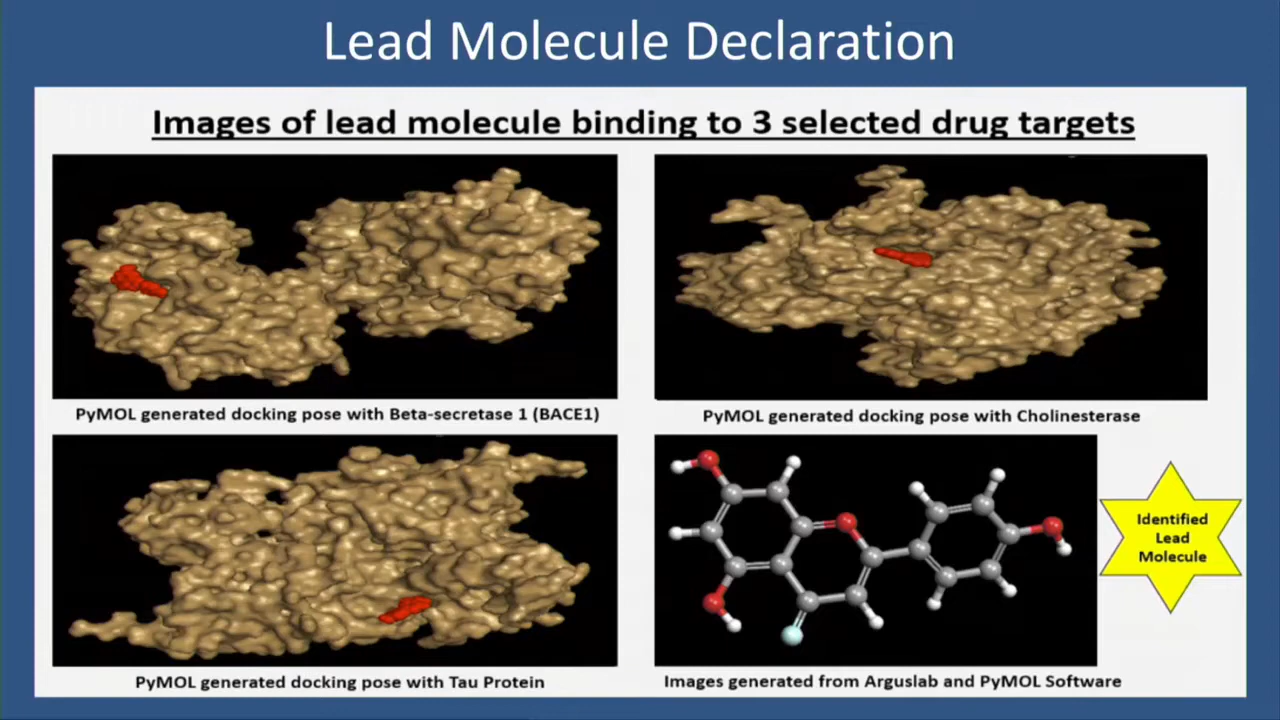 Lead Molecule Declaration
Images of lead molecule binding to 3 selected drug targets
PyMOL generated docking pose with Beta-secretase 1 (BACE1)
PyMOL generated docking pose with Cholinesterase
PyMOL generated docking pose with Tau Protein
Images generated from Arguslab and PyMOL Software
Identified
Lead
Molecule